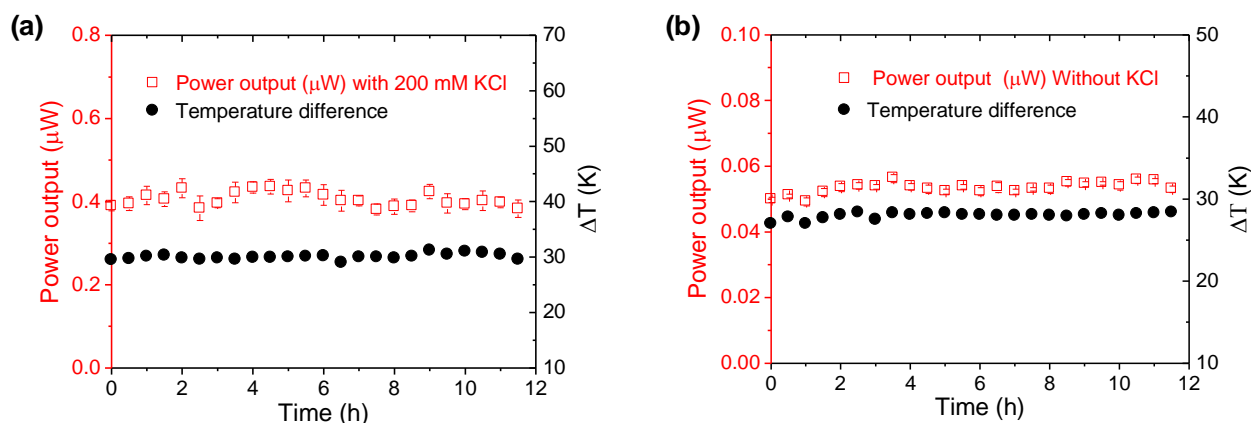 (a)
0.8
0.6
0.4
0.2
0.0
Power output (μW)
Power output (μW) with 200 mM KCl
Temperature difference
70
60
50
40
30
20
10
ΔT (K)
0 2 4 6 8 10 12
Time (h)
(b)
0.10
0.08
0.06
0.04
0.02
0.00
Power output (μW)
Power output (μW) Without KCl
Temperature difference
50
40
30
20
10
ΔT (K)
0 2 4 6 8 10 12
Time (h)